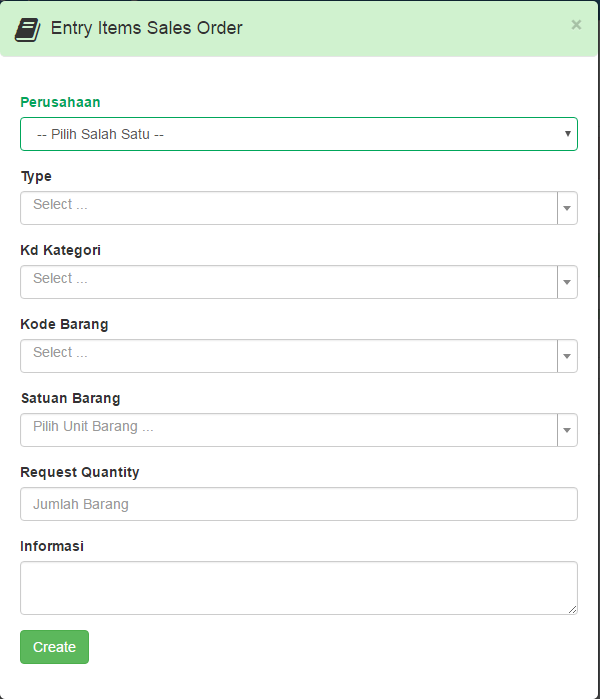 Entry Items Sales Order
×
Perusahaan
-- Pilih Salah Satu --
Type
Select ...
Kd Kategori
Select ...
Kode Barang
Select ...
Satuan Barang
Pilih Unit Barang ...
Request Quantity
Jumlah Barang
Informasi
Create